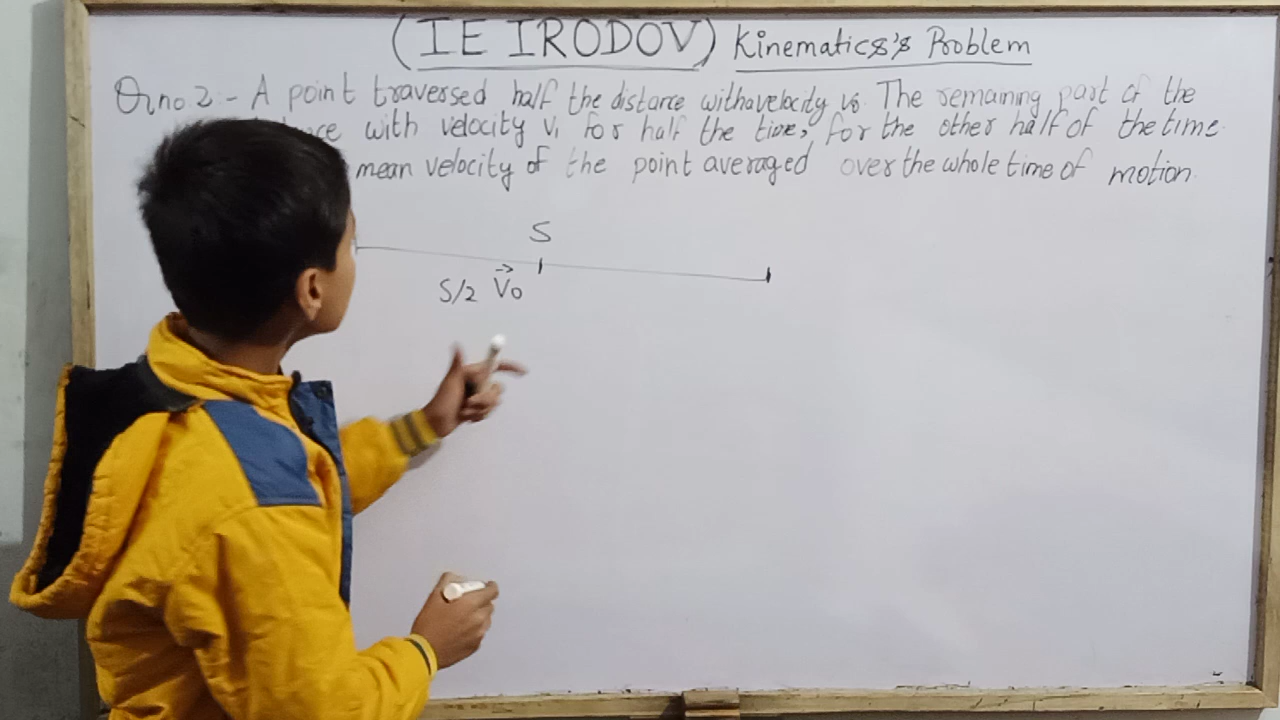 (IE IRODOV) Kinematics's Problem
Qno.2:- A point traversed half the distance with a velocity v0. The remaining part of the
with velocity V1 for half the time, for the other half of the time
mean velocity of the point averaged over the whole time of motion.
S
S/2 V0